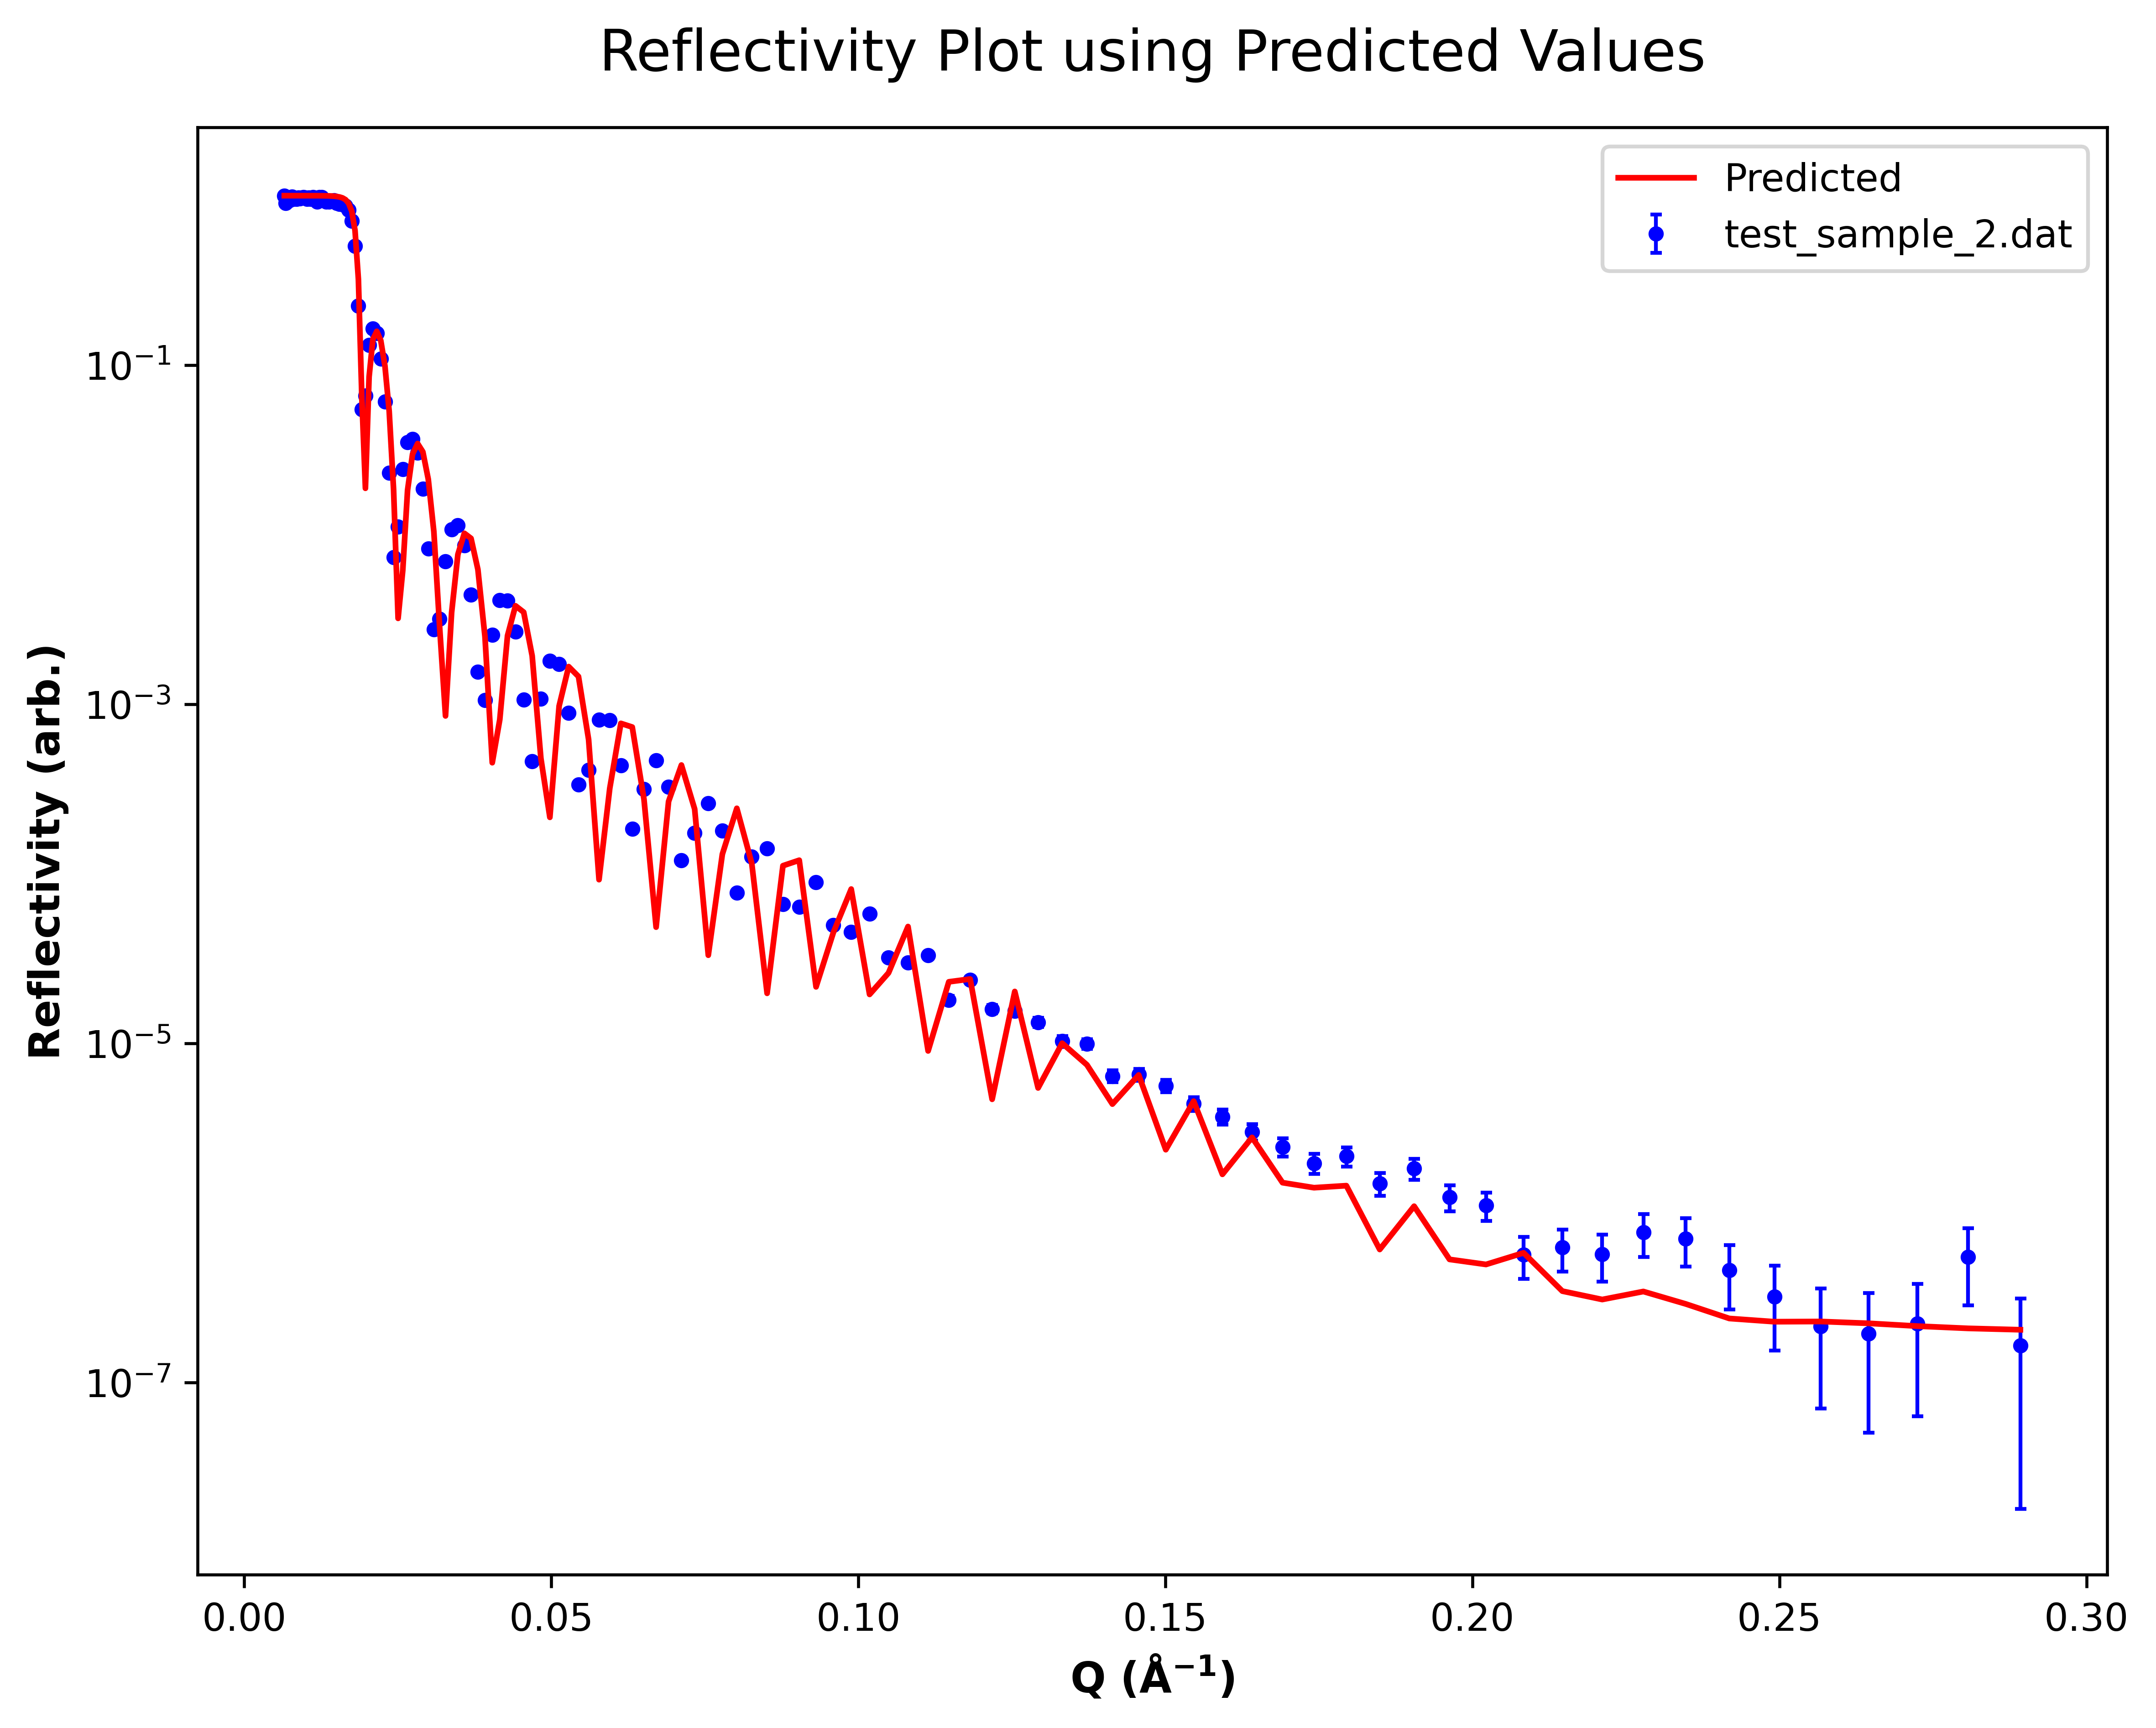 Reflectivity Plot using Predicted Values
Predicted
test_sample_2.dat
Reflectivity (arb.)
10⁻¹
10⁻³
10⁻⁵
10⁻⁷
0.00 0.05 0.10 0.15 0.20 0.25 0.30
Q (Å⁻¹)